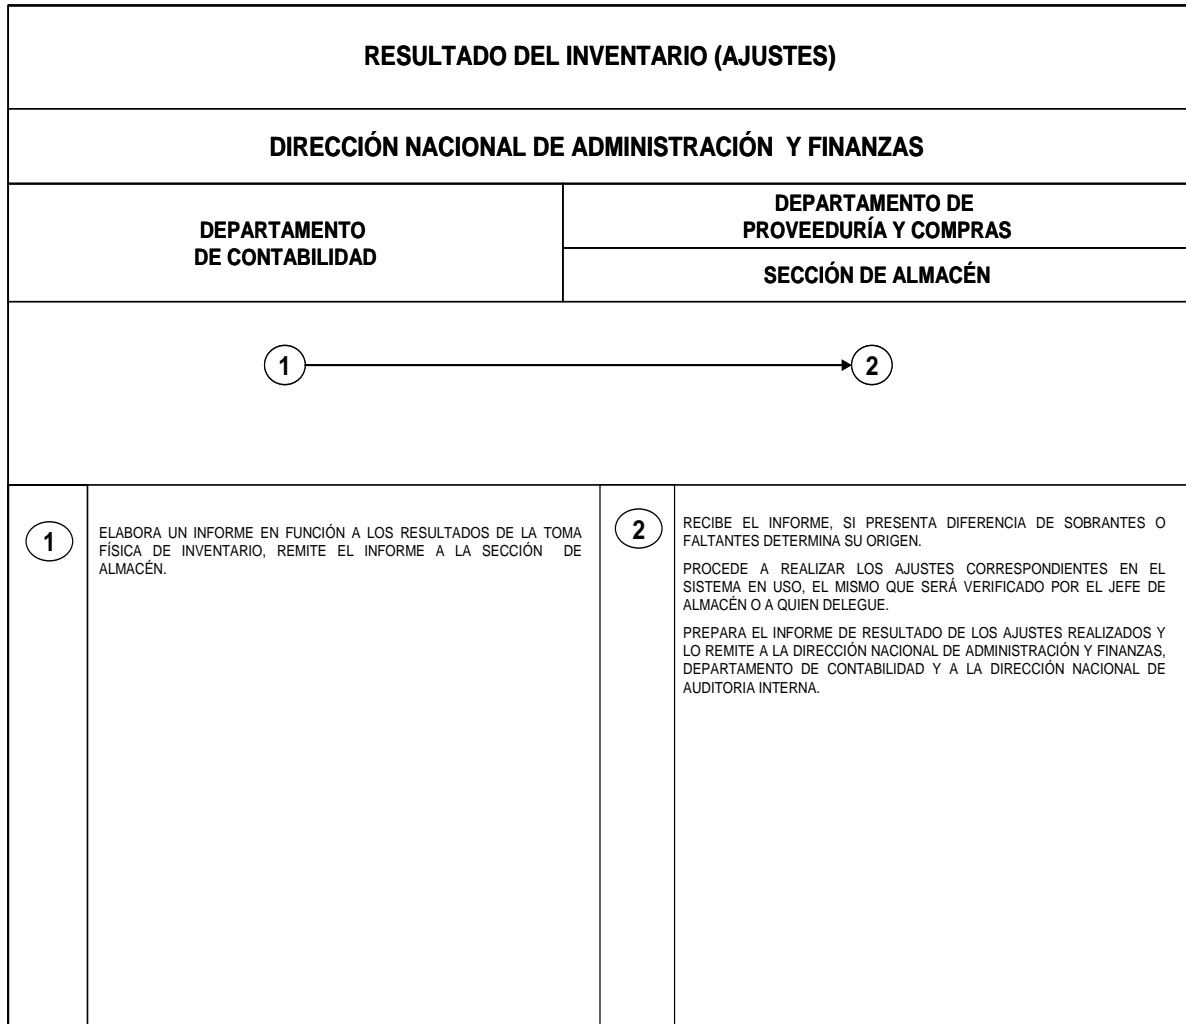 RESULTADO DEL INVENTARIO (AJUSTES)
DIRECCIÓN NACIONAL DE ADMINISTRACIÓN Y FINANZAS
DEPARTAMENTO
DE CONTABILIDAD
DEPARTAMENTO DE
PROVEEDURÍA Y COMPRAS
SECCIÓN DE ALMACÉN
1
2
1
ELABORA UN INFORME EN FUNCIÓN A LOS RESULTADOS DE LA TOMA
FÍSICA DE INVENTARIO, REMITE EL INFORME A LA SECCIÓN DE
ALMACÉN.
2
RECIBE EL INFORME, SI PRESENTA DIFERENCIA DE SOBRANTES O
FALTANTES DETERMINA SU ORIGEN.
PROCEDE A REALIZAR LOS AJUSTES CORRESPONDIENTES EN EL
SISTEMA EN USO, EL MISMO QUE SERÁ VERIFICADO POR EL JEFE DE
ALMACÉN O A QUIEN DELEGUE.
PREPARA EL INFORME DE RESULTADO DE LOS AJUSTES REALIZADOS Y
LO REMITE A LA DIRECCIÓN NACIONAL DE ADMINISTRACIÓN Y FINANZAS,
DEPARTAMENTO DE CONTABILIDAD Y A LA DIRECCIÓN NACIONAL DE
AUDITORIA INTERNA.